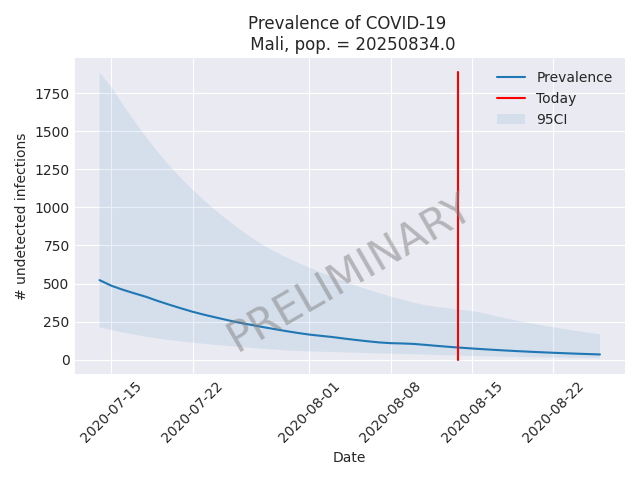 Prevalence of COVID-19
Mali, pop. = 20250834.0
# undetected infections
1750
1500
1250
1000
750
500
250
0
Prevalence
Today
95CI
PRELIMINARY
2020-07-15
2020-07-22
2020-08-01
2020-08-08
2020-08-15
2020-08-22
Date